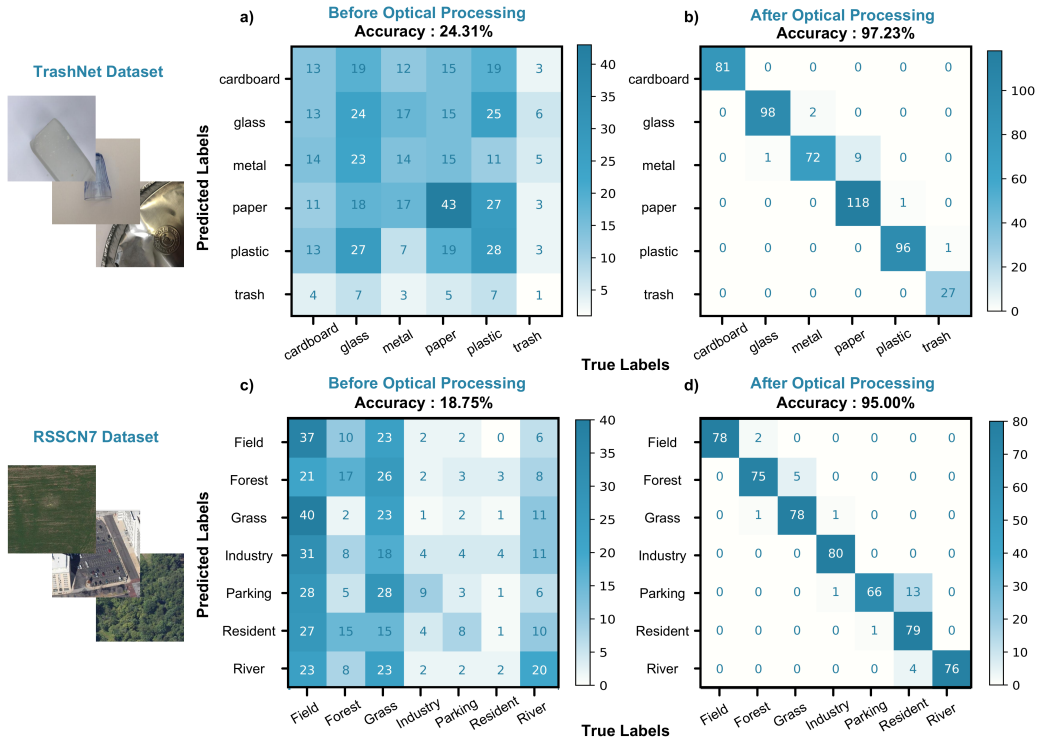 a) Before Optical Processing
Accuracy : 24.31%
b) After Optical Processing
Accuracy : 97.23%
TrashNet Dataset
Predicted Labels
cardboard 13 19 12 15 19 3
glass 13 24 17 15 25 6
metal 14 23 14 15 11 5
paper 11 18 17 43 27 3
plastic 13 27 7 19 28 3
trash 4 7 3 5 7 1
cardboard glass metal paper plastic trash
40
35
30
25
20
15
10
5
cardboard 81 0 0 0 0 0
glass 0 98 2 0 0 0
metal 0 1 72 9 0 0
paper 0 0 0 118 1 0
plastic 0 0 0 0 96 1
trash 0 0 0 0 0 27
cardboard glass metal paper plastic trash
100
80
60
40
20
0
True Labels
c) Before Optical Processing
Accuracy : 18.75%
d) After Optical Processing
Accuracy : 95.00%
RSSCN7 Dataset
Predicted Labels
Field 37 10 23 2 2 0 6
Forest 21 17 26 2 3 3 8
Grass 40 2 23 1 2 1 11
Industry 31 8 18 4 4 4 11
Parking 28 5 28 9 3 1 6
Resident 27 15 15 4 8 1 10
River 23 8 23 2 2 2 20
Field Forest Grass Industry Parking Resident River
40
35
30
25
20
15
10
5
0
Field 78 2 0 0 0 0 0
Forest 0 75 5 0 0 0 0
Grass 0 1 78 1 0 0 0
Industry 0 0 0 80 0 0 0
Parking 0 0 0 1 66 13 0
Resident 0 0 0 0 1 79 0
River 0 0 0 0 0 4 76
Field Forest Grass Industry Parking Resident River
80
70
60
50
40
30
20
10
0
True Labels